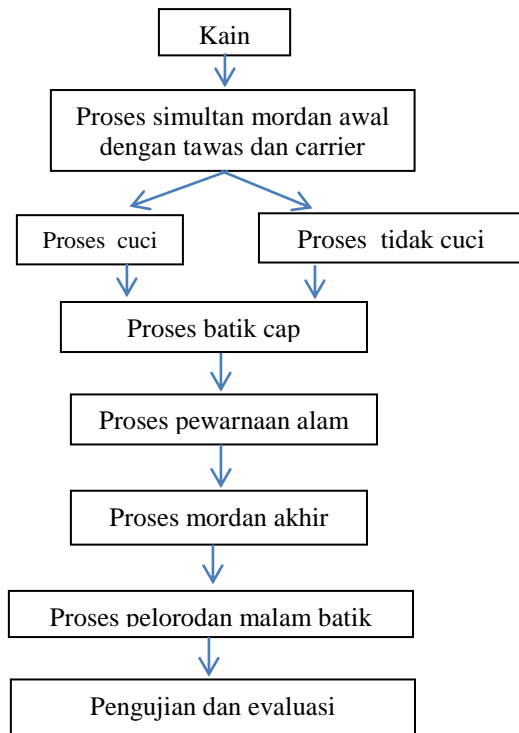 Kain
Proses simultan mordan awal
dengan tawas dan carrier
Proses cuci
Proses tidak cuci
Proses batik cap
Proses pewarnaan alam
Proses mordan akhir
Proses pelorodan malam batik
Pengujian dan evaluasi